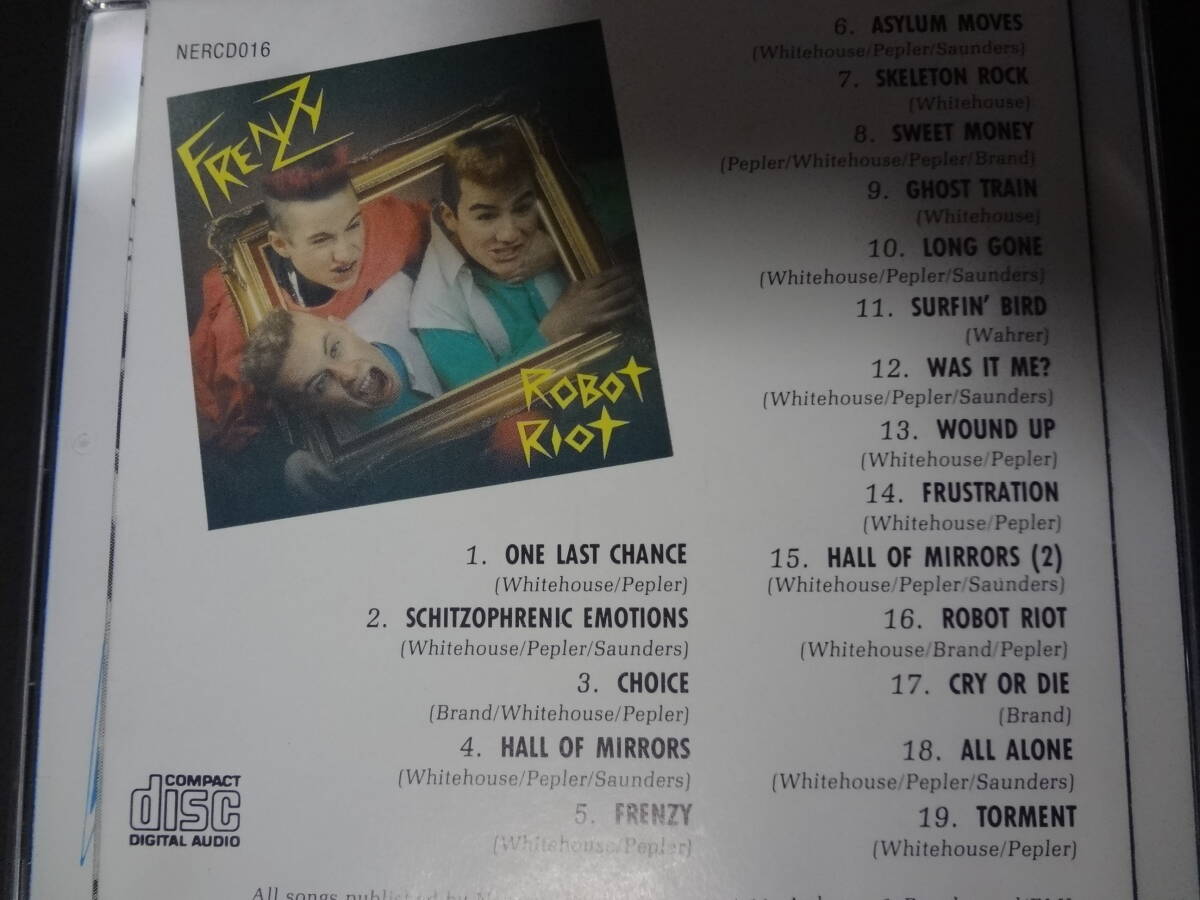 NERCD016
FRENZY
ROBOT
RIOT
1. ONE LAST CHANCE
(Whitehouse/Pepler)
2. SCHITZOPHRENIC EMOTIONS
(Whitehouse/Pepler/Saunders)
3. CHOICE
(Brand/Whitehouse/Pepler)
4. HALL OF MIRRORS
(Whitehouse/Pepler/Saunders)
5. FRENZY
(Whitehouse/Pepler)
6. ASYLUM MOVES
(Whitehouse/Pepler/Saunders)
7. SKELETON ROCK
(Whitehouse)
8. SWEET MONEY
(Pepler/Whitehouse/Pepler/Brand)
9. GHOST TRAIN
(Whitehouse)
10. LONG GONE
(Whitehouse/Pepler/Saunders)
11. SURFIN' BIRD
(Wahrer)
12. WAS IT ME?
(Whitehouse/Pepler/Saunders)
13. WOUND UP
(Whitehouse/Pepler)
14. FRUSTRATION
(Whitehouse/Pepler)
15. HALL OF MIRRORS (2)
(Whitehouse/Pepler/Saunders)
16. ROBOT RIOT
(Whitehouse/Brand/Pepler)
17. CRY OR DIE
(Brand)
18. ALL ALONE
(Whitehouse/Pepler/Saunders)
19. TORMENT
(Whitehouse/Pepler)
COMPACT
disc
DIGITAL AUDIO
All songs published by